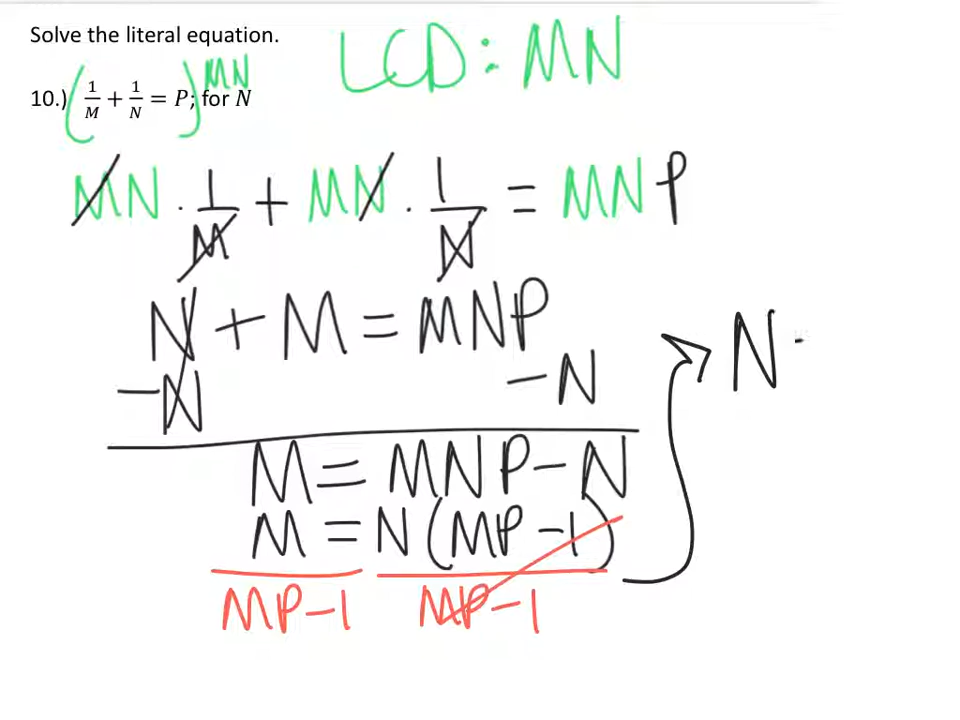 Solve the literal equation.
LCD: MN
10.) (1/M + 1/N = P; for N) MN
MN · 1/M + MN · 1/N = MNP
N + M = MNP
-N -N
M = MNP - N
M = N(MP - 1)
MP - 1 MP - 1
N -